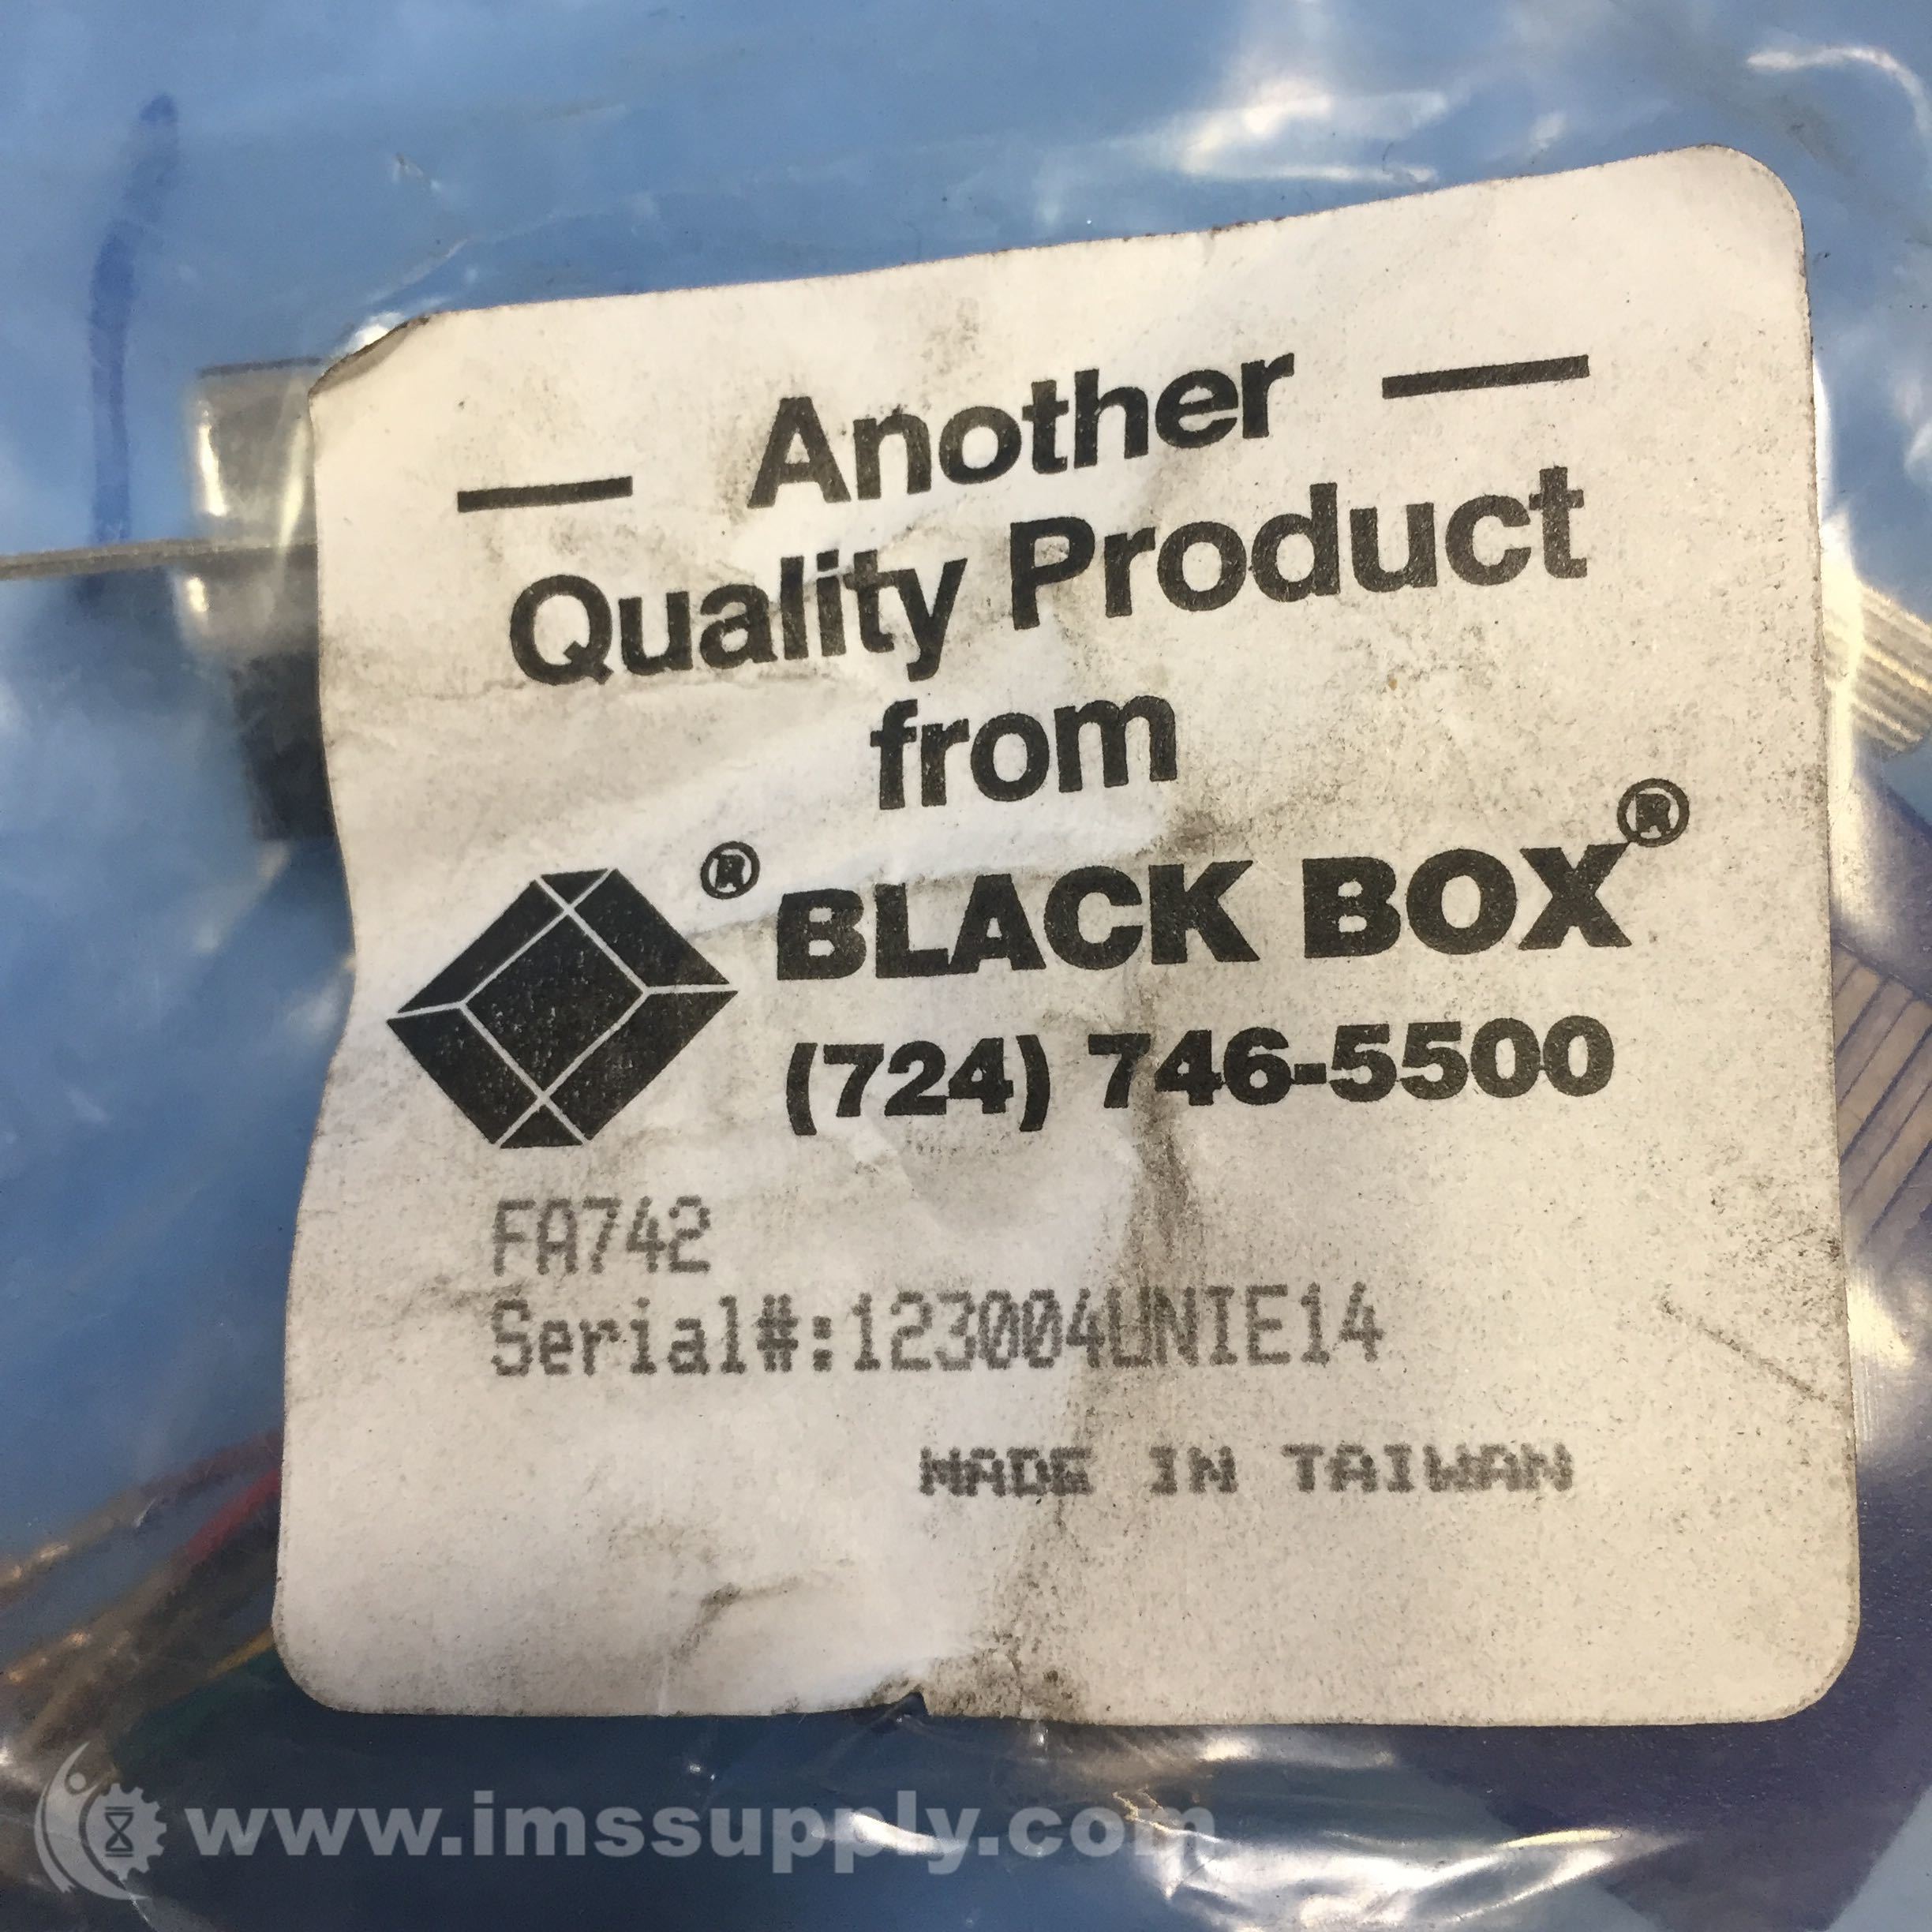 — Another —
Quality Product
from
® BLACK BOX®
(724) 746-5500
FA742
Serial#:123004UNIE14
MADE IN TAIWAN
www.imssupply.com